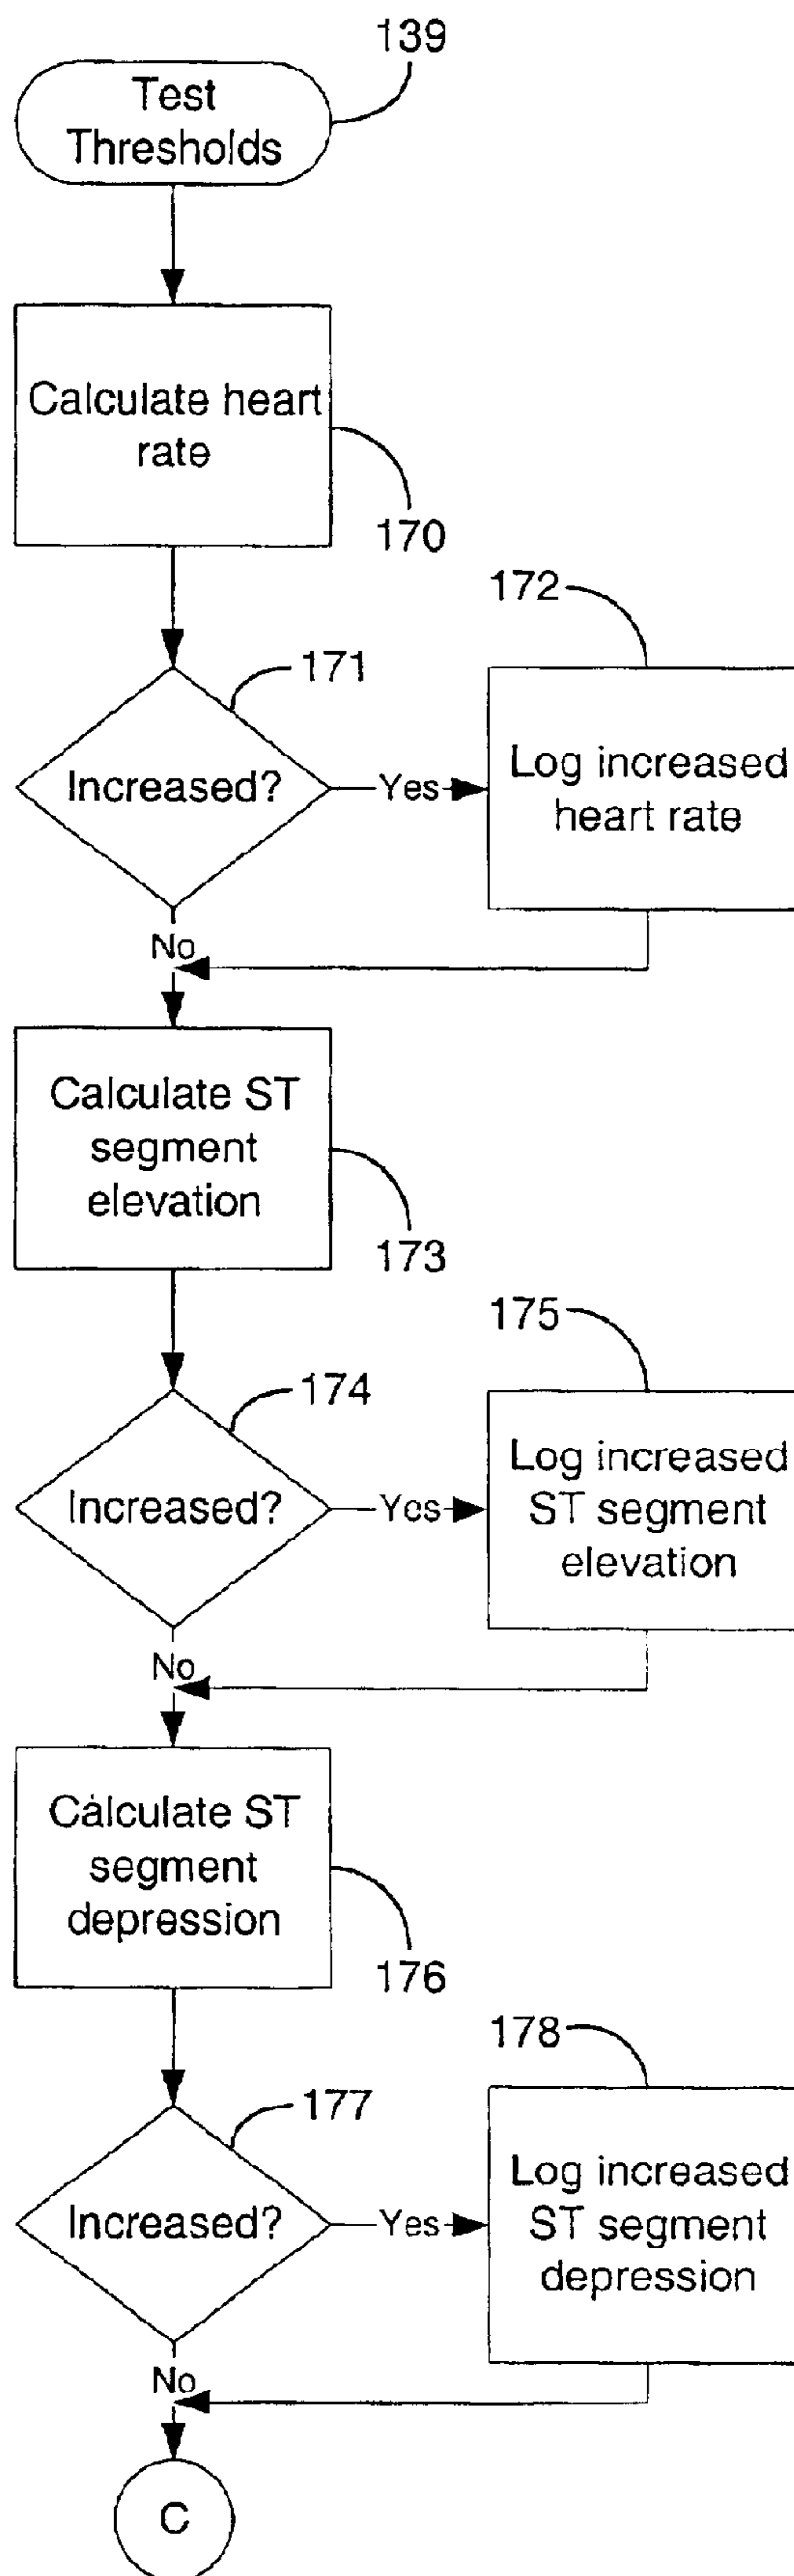 139
Test
Thresholds
Calculate heart
rate
170
171
172
Increased?
Yes
Log increased
heart rate
No
Calculate ST
segment
elevation
173
174
175
Increased?
Yes
Log increased
ST segment
elevation
No
Calculate ST
segment
depression
176
177
178
Increased?
Yes
Log increased
ST segment
depression
No
C